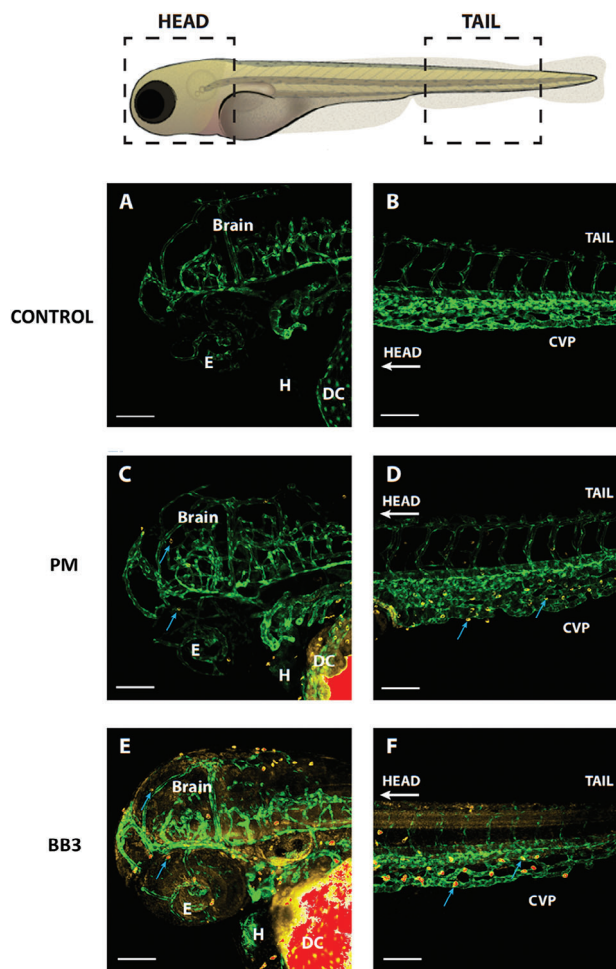 HEAD TAIL
A
Brain
E
H
DC
B
TAIL
CVP
HEAD
CONTROL
C
Brain
E
H
DC
D
HEAD
TAIL
CVP
PM
E
Brain
E
H
DC
F
HEAD
TAIL
CVP
BB3